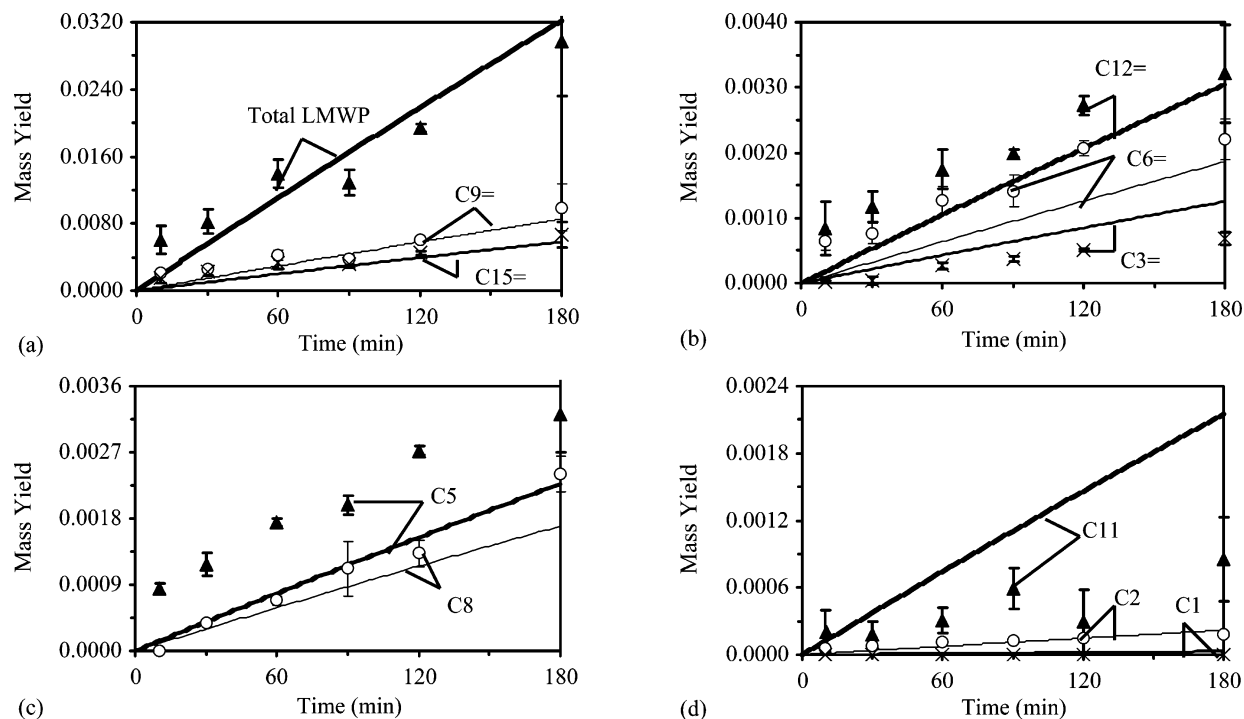 0.0320
0.0240
Mass Yield
0.0160
0.0080
0.0000
Total LMWP
C9=
C15=
0 60 120 180
Time (min)
(a)
0.0040
0.0030
Mass Yield
0.0020
0.0010
0.0000
C12=
C6=
C3=
0 60 120 180
Time (min)
(b)
0.0036
0.0027
Mass Yield
0.0018
0.0009
0.0000
C5
C8
0 60 120 180
Time (min)
(c)
0.0024
0.0018
Mass Yield
0.0012
0.0006
0.0000
C11
C2
C1
0 60 120 180
Time (min)
(d)